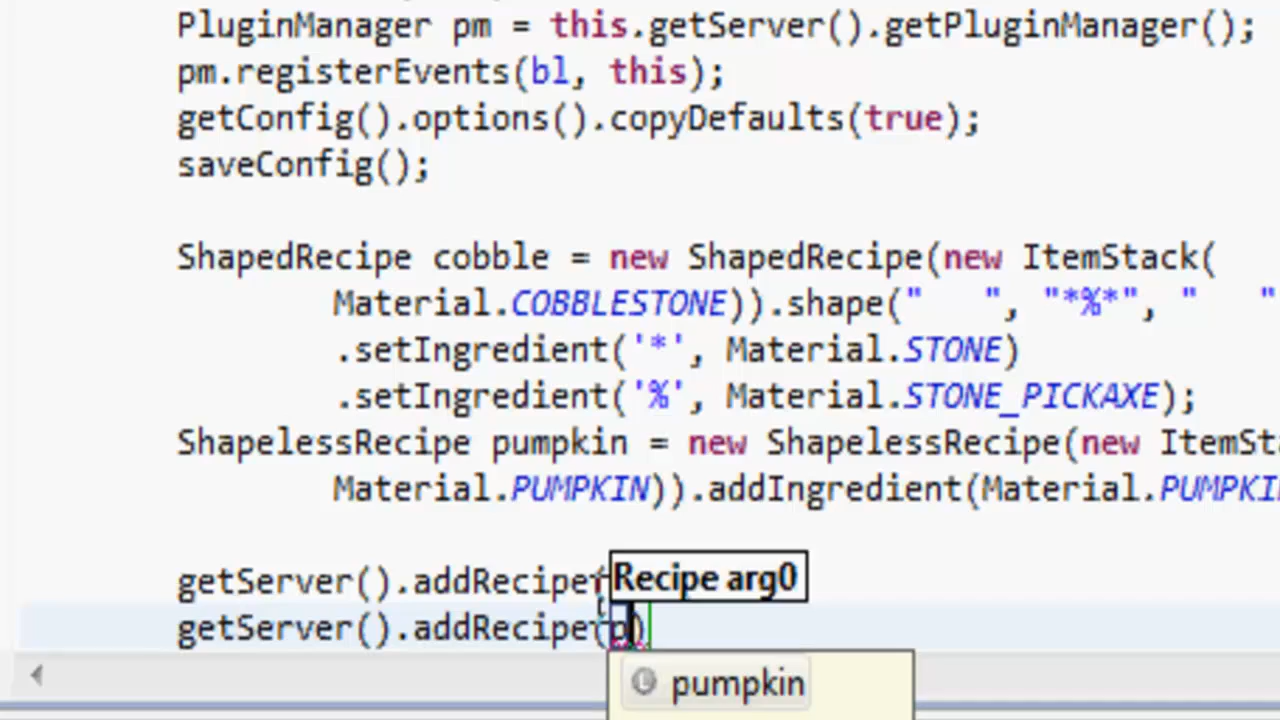 PluginManager pm = this.getServer().getPluginManager();
pm.registerEvents(bl, this);
getConfig().options().copyDefaults(true);
saveConfig();
ShapedRecipe cobble = new ShapedRecipe(new ItemStack(
Material.COBBLESTONE)).shape("   ", "*%*", "   "
.setIngredient('*', Material.STONE)
.setIngredient('%', Material.STONE_PICKAXE);
ShapelessRecipe pumpkin = new ShapelessRecipe(new ItemSta
Material.PUMPKIN)).addIngredient(Material.PUMPKI
getServer().addRecipe(
Recipe arg0
getServer().addRecipe(p)
pumpkin